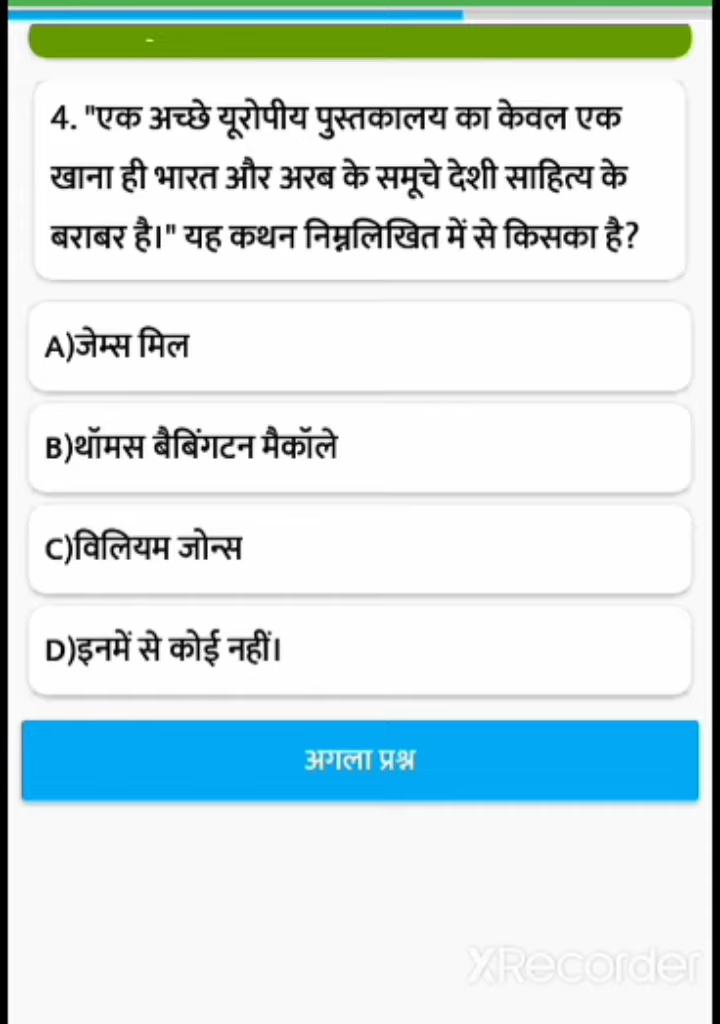 4. "एक अच्छे यूरोपीय पुस्तकालय का केवल एक
खाना ही भारत और अरब के समूचे देशी साहित्य के
बराबर है।" यह कथन निम्नलिखित में से किसका है?
A)जेम्स मिल
B)थॉमस बैबिंगटन मैकॉले
C)विलियम जोन्स
D)इनमें से कोई नहीं।
अगला प्रश्न
XRecorder